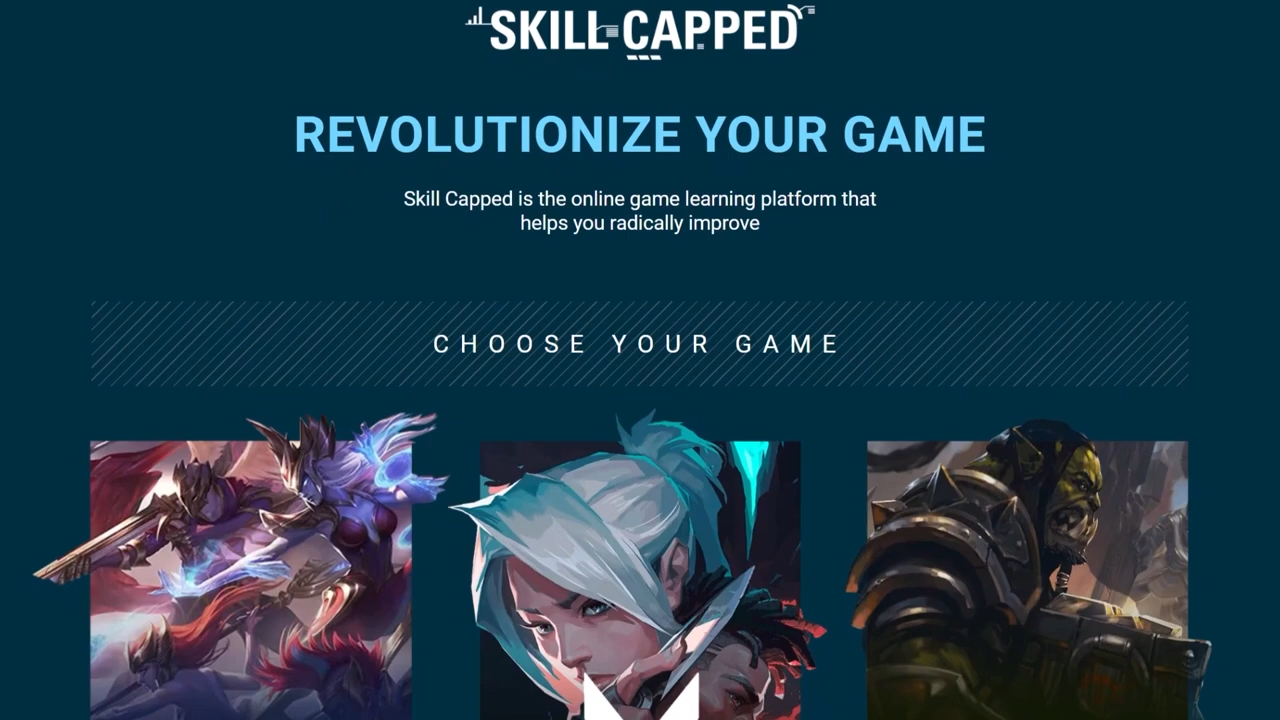 SKILL CAPPED
REVOLUTIONIZE YOUR GAME
Skill Capped is the online game learning platform that
helps you radically improve
CHOOSE YOUR GAME